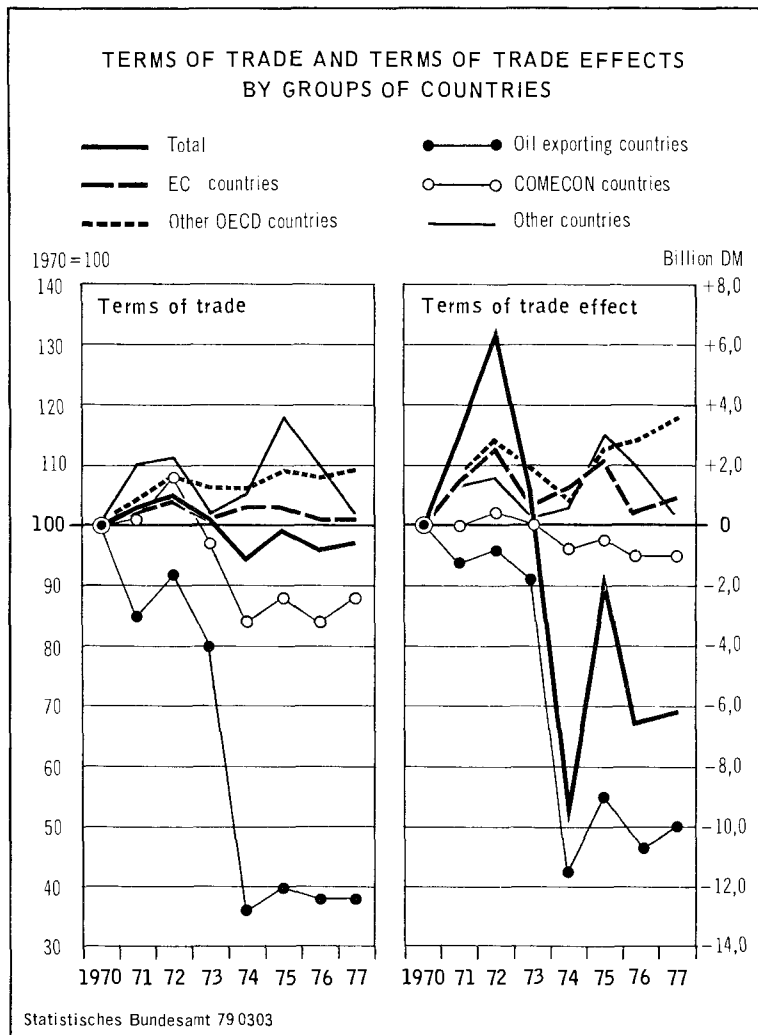 TERMS OF TRADE AND TERMS OF TRADE EFFECTS
BY GROUPS OF COUNTRIES
Total
Oil exporting countries
EC countries
COMECON countries
Other OECD countries
Other countries
1970=100
Billion DM
Terms of trade
140
130
120
110
100
90
80
70
60
50
40
30
1970 71 72 73 74 75 76 77
Terms of trade effect
+8,0
+6,0
+4,0
+2,0
0
-2,0
-4,0
-6,0
-8,0
-10,0
-12,0
-14,0
1970 71 72 73 74 75 76 77
Statistisches Bundesamt 79 0303